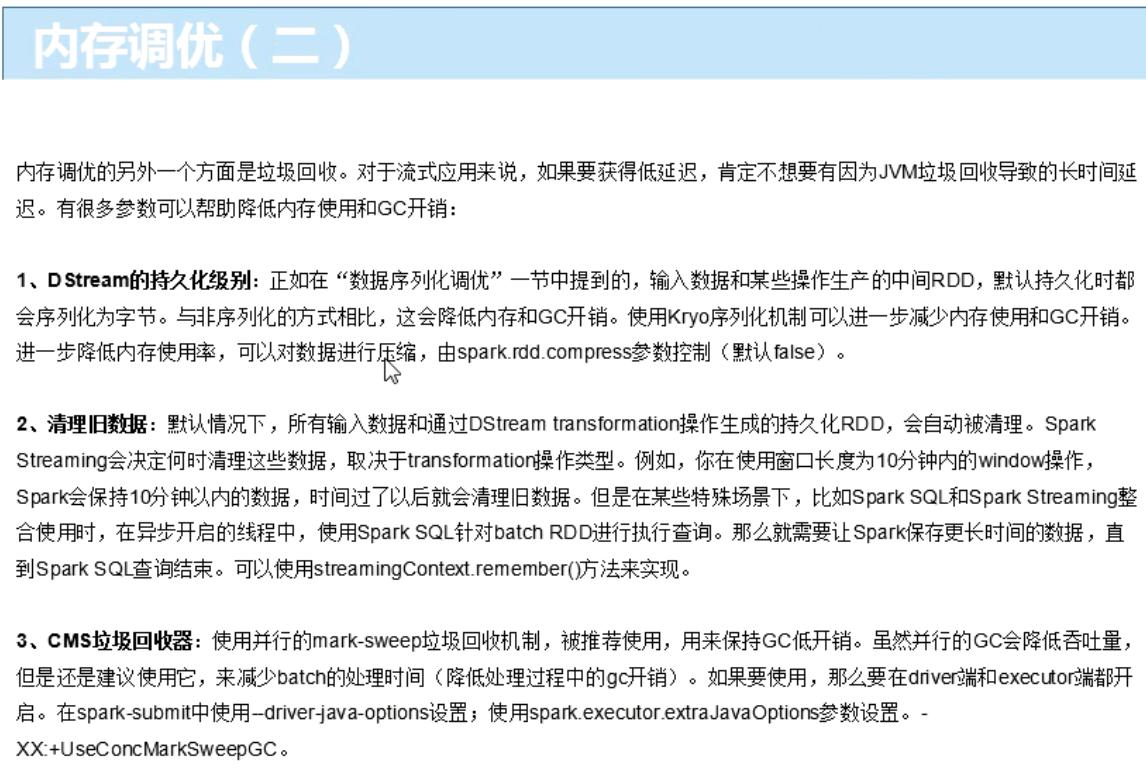 内存调优（二）
内存调优的另外一个方面是垃圾回收。对于流式应用来说，如果要获得低延迟，肯定不想要有因为JVM垃圾回收导致的长时间延
迟。有很多参数可以帮助降低内存使用和GC开销：
1、DStream的持久化级别：正如在“数据序列化调优”一节中提到的，输入数据和某些操作生产的中间RDD，默认持久化时都
会序列化为字节。与非序列化的方式相比，这会降低内存和GC开销。使用Kryo序列化机制可以进一步减少内存使用和GC开销。
进一步降低内存使用率，可以对数据进行压缩，由spark.rdd.compress参数控制（默认false）。
2、清理旧数据：默认情况下，所有输入数据和通过DStream transformation操作生成的持久化RDD，会自动被清理。Spark
Streaming会决定何时清理这些数据，取决于transformation操作类型。例如，你在使用窗口长度为10分钟内的window操作，
Spark会保持10分钟以内的数据，时间过了以后就会清理旧数据。但是在某些特殊场景下，比如Spark SQL和Spark Streaming整
合使用时，在异步开启的线程中，使用Spark SQL针对batch RDD进行执行查询。那么就需要让Spark保存更长时间的数据，直
到Spark SQL查询结束。可以使用streamingContext.remember()方法来实现。
3、CMS垃圾回收器：使用并行的mark-sweep垃圾回收机制，被推荐使用，用来保持GC低开销。虽然并行的GC会降低吞吐量，
但是还是建议使用它，来减少batch的处理时间（降低处理过程中的gc开销）。如果要使用，那么要在driver端和executor端都开
启。在spark-submit中使用--driver-java-options设置；使用spark.executor.extraJavaOptions参数设置。-
XX:+UseConcMarkSweepGC。